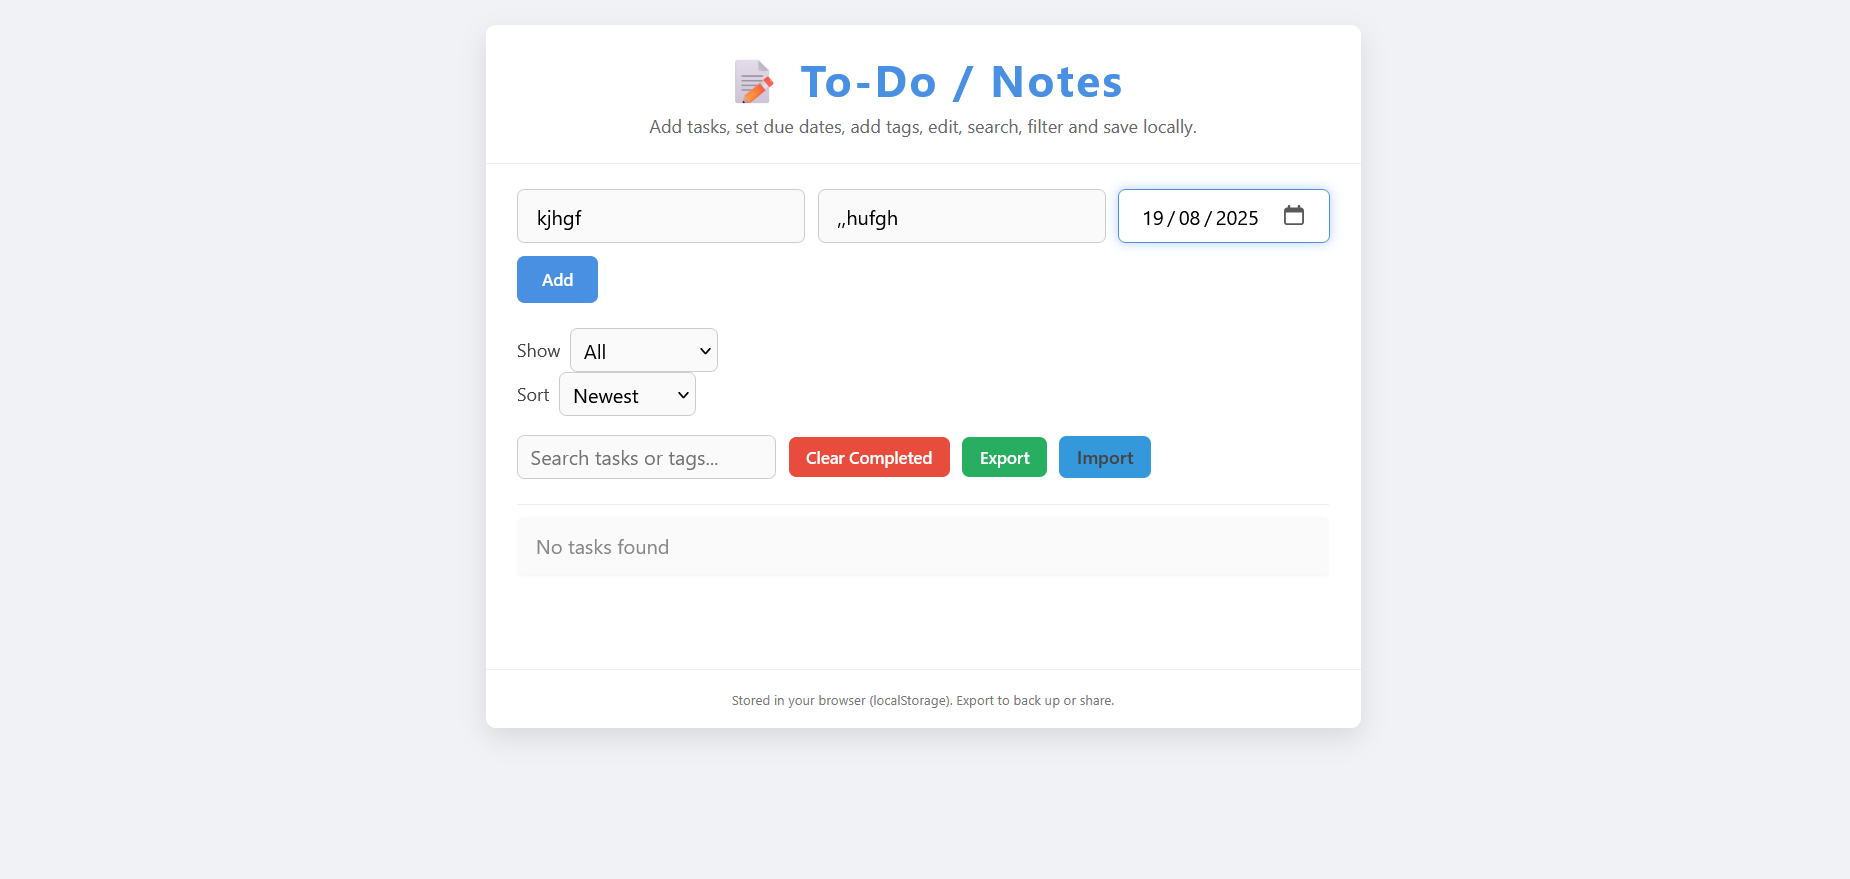 To-Do / Notes
Add tasks, set due dates, add tags, edit, search, filter and save locally.
kjhgf ,,hufgh 19/08/2025
Add
Show All
Sort Newest
Search tasks or tags... Clear Completed Export Import
No tasks found
Stored in your browser (localStorage). Export to back up or share.